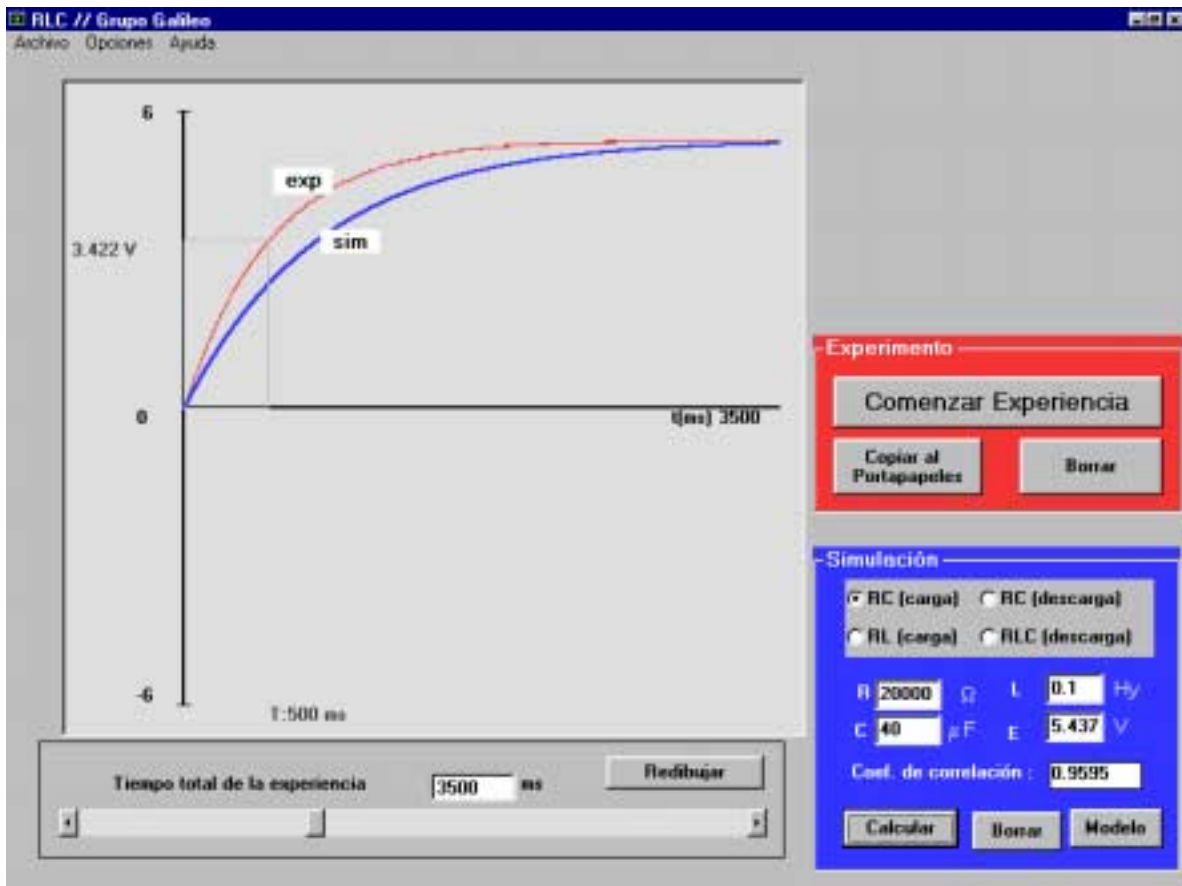 RLC // Grupo Galileo
Archivo Opciones Ayuda
6
exp
3.422 V
sim
0
t(ms) 3500
-6
T:500 ms
Tiempo total de la experiencia 3500 ms
Redibujar
Experimento
Comenzar Experiencia
Copiar al
Portapapeles
Borrar
Simulación
RC (carga) RC (descarga)
RL (carga) RLC (descarga)
R 20000 Ω L 0.1 Hy
C 40 μF E 5.437 V
Coef. de correlación : 0.9595
Calcular Borrar Modelo